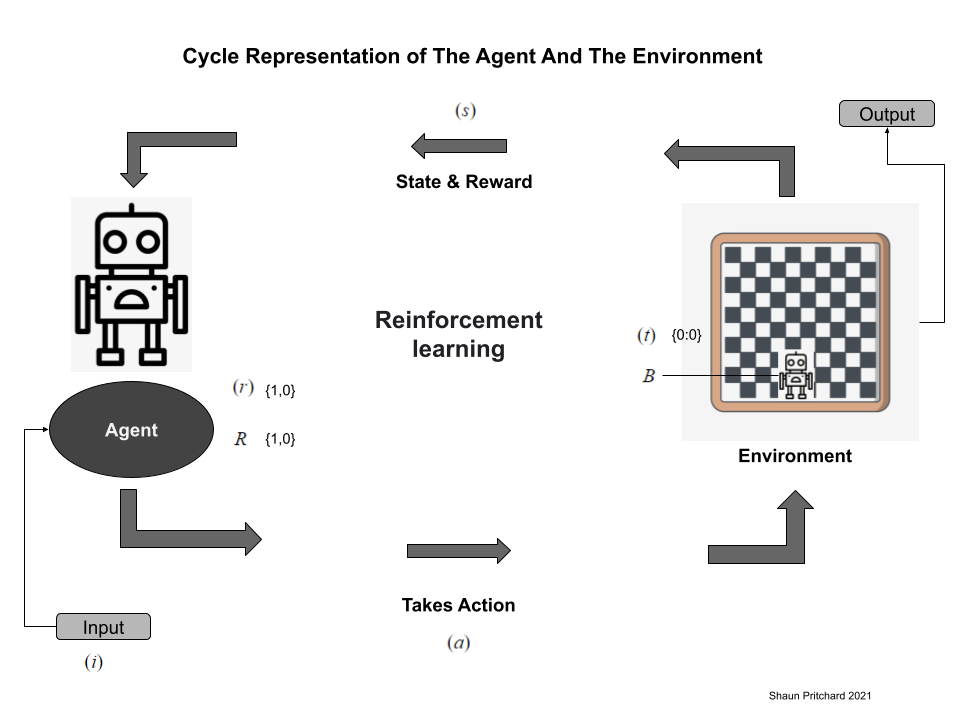 Cycle Representation of The Agent And The Environment
(s)
Output
State & Reward
Reinforcement
learning
(t) {0:0}
B
(r) {1,0}
Agent
R {1,0}
Environment
Takes Action
Input
(a)
(i)
Shaun Pritchard 2021